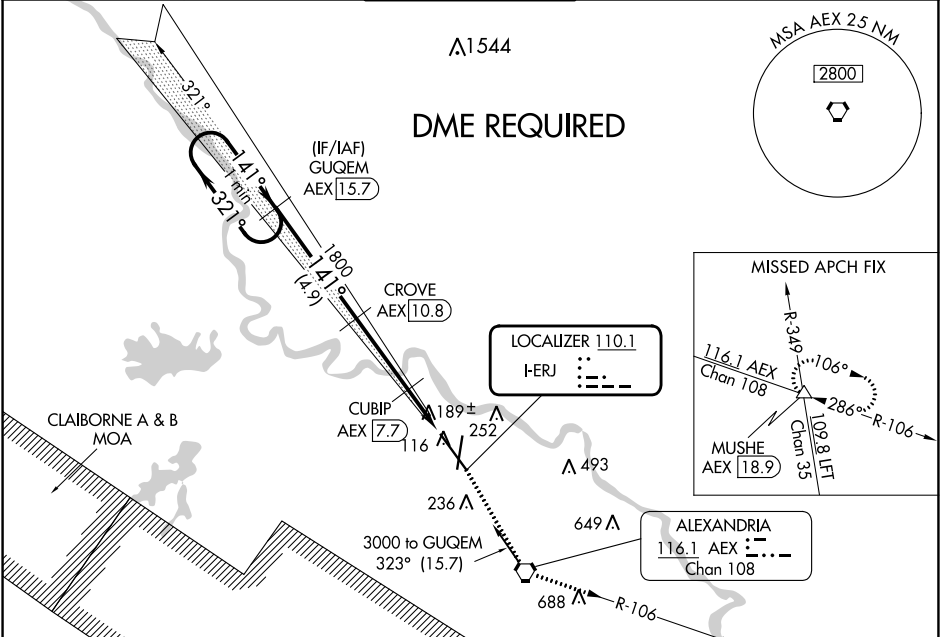 1544
MSA AEX 25 NM
2800
DME REQUIRED
321°
(IF/IAF)
GUQEM
AEX 15.7
141°
1 min
321°
1800
141°
(4.9)
CROVE
AEX 10.8
MISSED APCH FIX
R-349
116.1 AEX
Chan 108
106°
286°
R-106
109.8 LFT
Chan 35
MUSHE
AEX 18.9
LOCALIZER 110.1
I-ERJ
CUBIP
AEX 7.7
189±
252
116
CLAIBORNE A & B
MOA
493
236
649
ALEXANDRIA
116.1 AEX
Chan 108
3000 to GUQEM
323° (15.7)
688
R-106